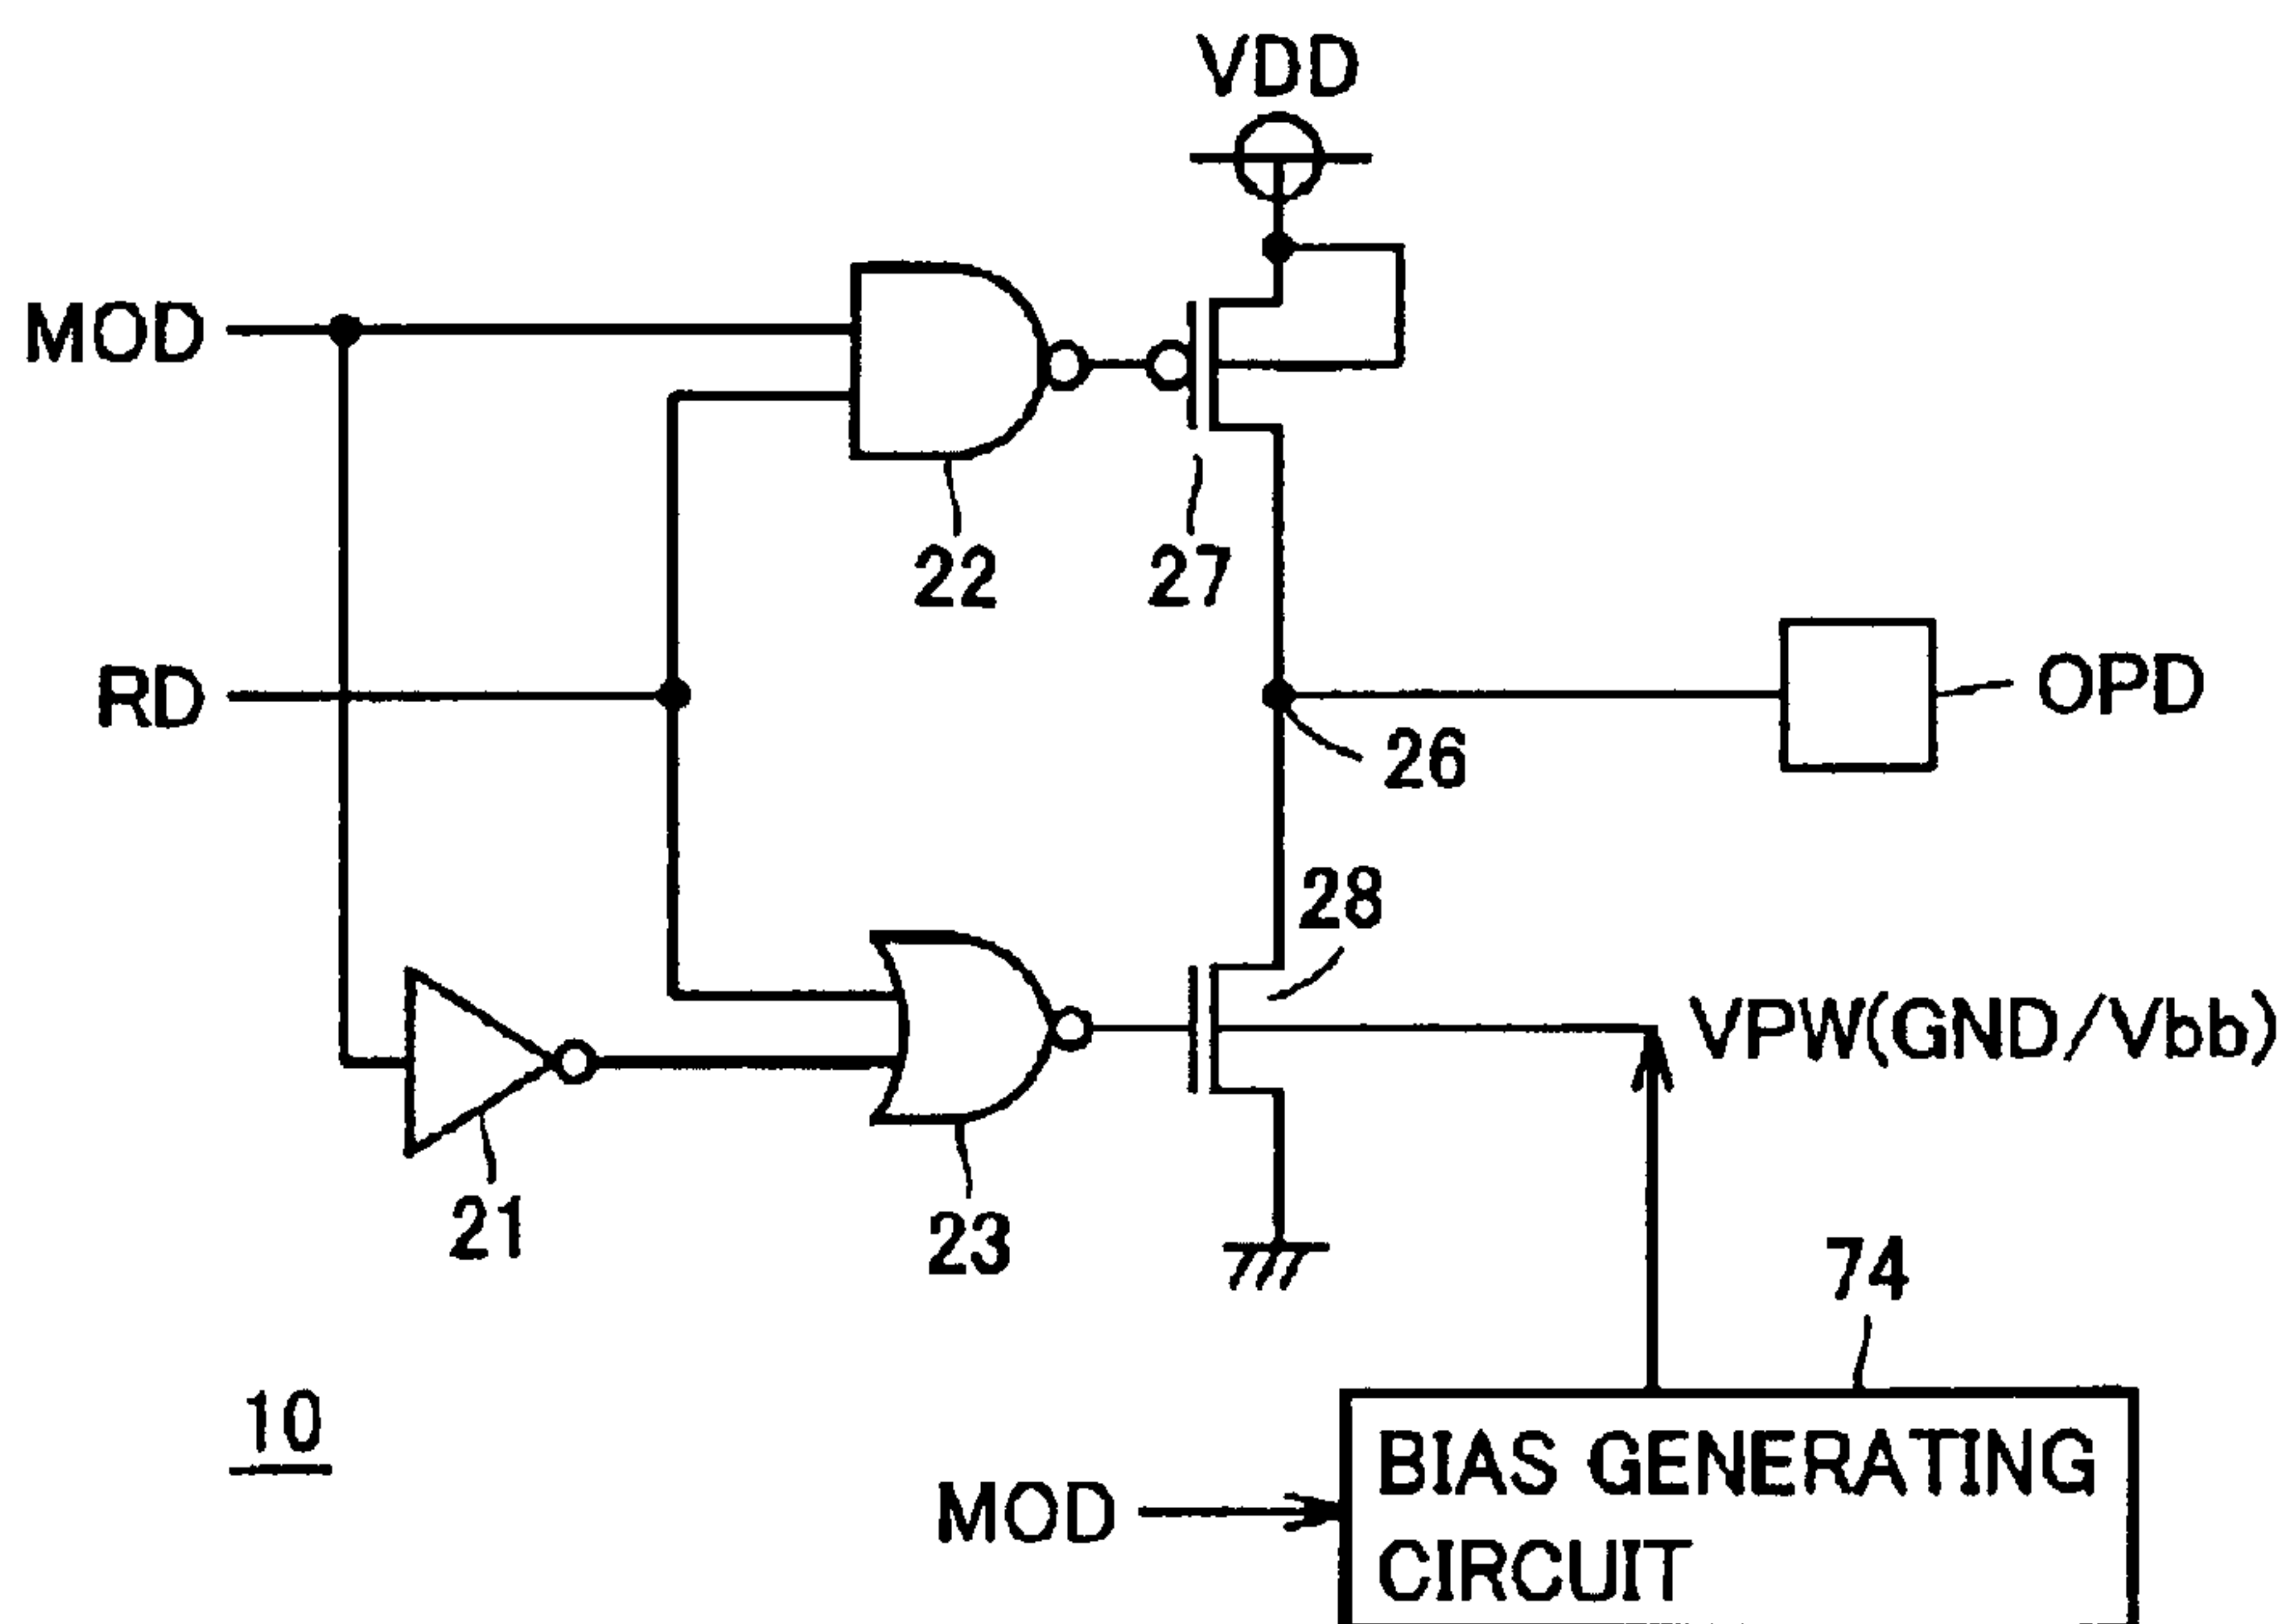 VDD
MOD
22
27
RD
OPD
26
28
VPW(GND/Vbb)
21
23
74
10
MOD
BIAS GENERATING
CIRCUIT